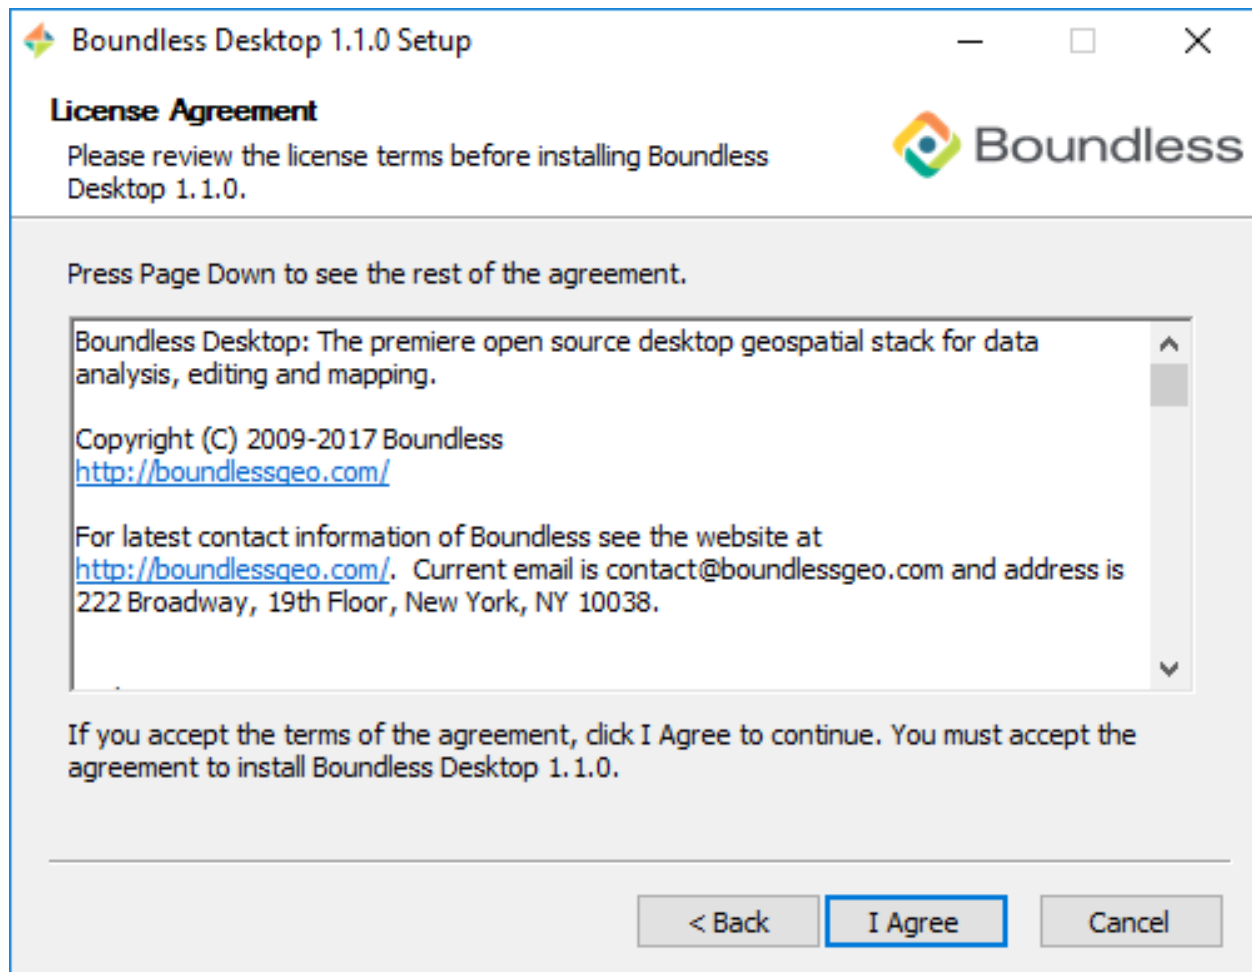 Boundless Desktop 1.1.0 Setup
License Agreement
Please review the license terms before installing Boundless
Desktop 1.1.0.
Boundless
Press Page Down to see the rest of the agreement.
Boundless Desktop: The premiere open source desktop geospatial stack for data
analysis, editing and mapping.
Copyright (C) 2009-2017 Boundless
http://boundlessgeo.com/
For latest contact information of Boundless see the website at
http://boundlessgeo.com/.  Current email is contact@boundlessgeo.com and address is
222 Broadway, 19th Floor, New York, NY 10038.
If you accept the terms of the agreement, click I Agree to continue. You must accept the
agreement to install Boundless Desktop 1.1.0.
< Back
I Agree
Cancel